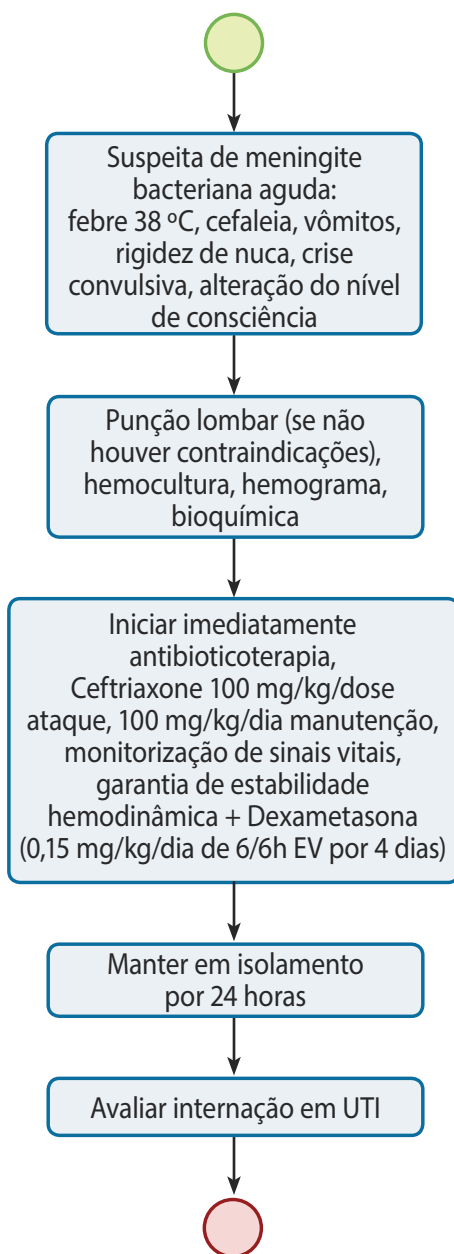 Suspeita de meningite
bacteriana aguda:
febre 38 ºC, cefaleia, vômitos,
rigidez de nuca, crise
convulsiva, alteração do nível
de consciência
Punção lombar (se não
houver contraindicações),
hemocultura, hemograma,
bioquímica
Iniciar imediatamente
antibioticoterapia,
Ceftriaxone 100 mg/kg/dose
ataque, 100 mg/kg/dia manutenção,
monitorização de sinais vitais,
garantia de estabilidade
hemodinâmica + Dexametasona
(0,15 mg/kg/dia de 6/6h EV por 4 dias)
Manter em isolamento
por 24 horas
Avaliar internação em UTI